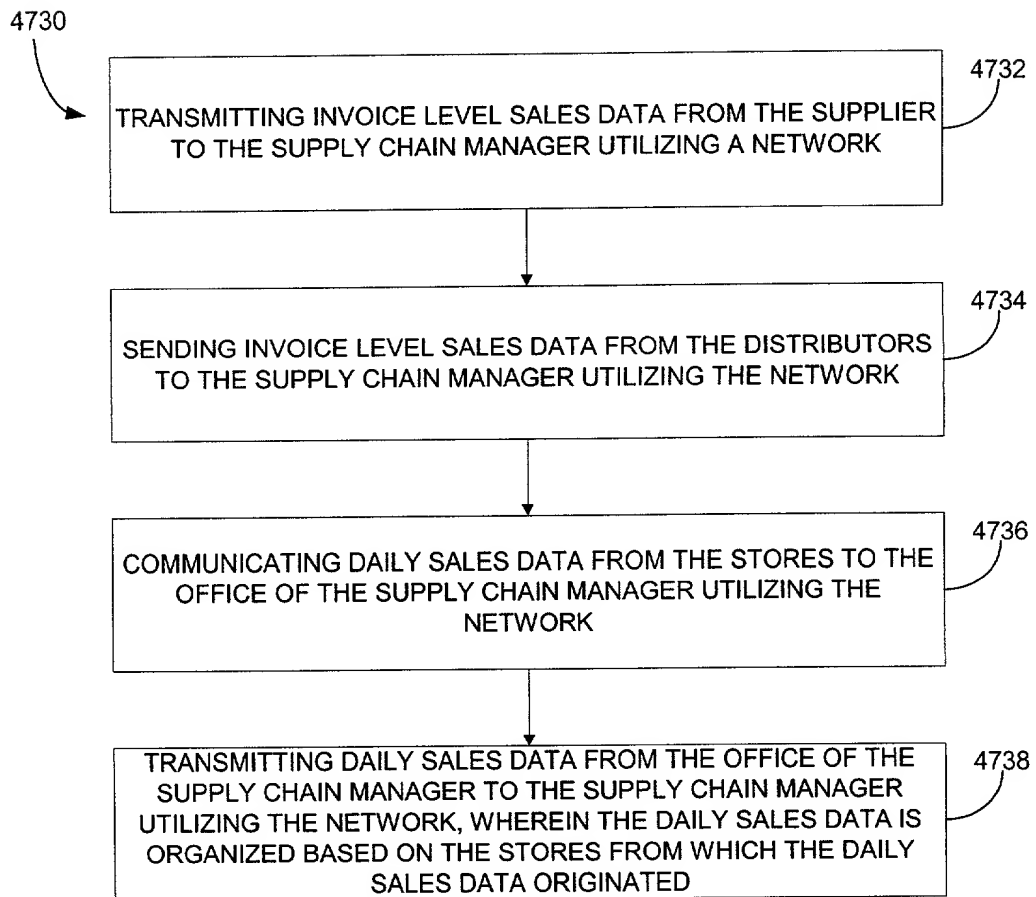 4730
4732
TRANSMITTING INVOICE LEVEL SALES DATA FROM THE SUPPLIER
TO THE SUPPLY CHAIN MANAGER UTILIZING A NETWORK
4734
SENDING INVOICE LEVEL SALES DATA FROM THE DISTRIBUTORS
TO THE SUPPLY CHAIN MANAGER UTILIZING THE NETWORK
4736
COMMUNICATING DAILY SALES DATA FROM THE STORES TO THE
OFFICE OF THE SUPPLY CHAIN MANAGER UTILIZING THE
NETWORK
4738
TRANSMITTING DAILY SALES DATA FROM THE OFFICE OF THE
SUPPLY CHAIN MANAGER TO THE SUPPLY CHAIN MANAGER
UTILIZING THE NETWORK, WHEREIN THE DAILY SALES DATA IS
ORGANIZED BASED ON THE STORES FROM WHICH THE DAILY
SALES DATA ORIGINATED